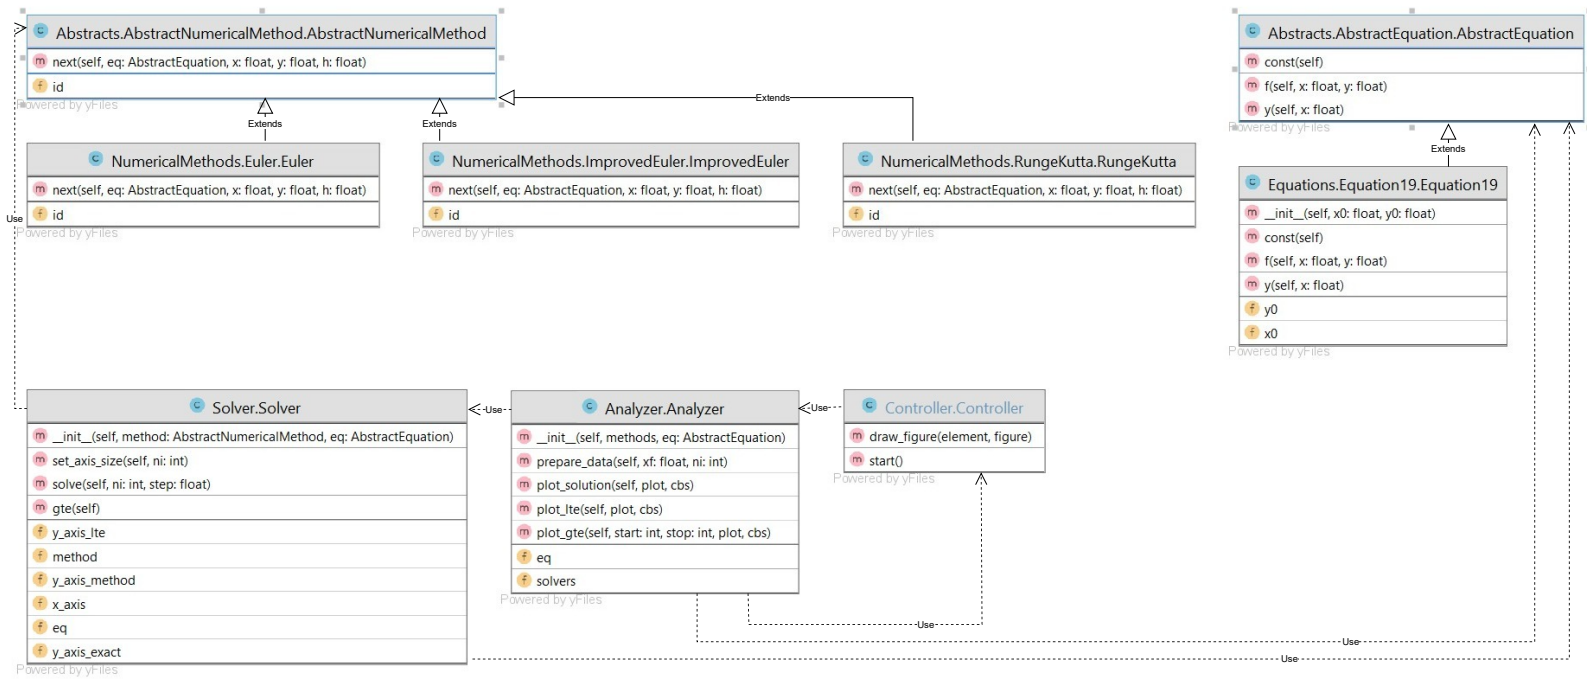 Abstracts.AbstractNumericalMethod.AbstractNumericalMethod
next(self, eq: AbstractEquation, x: float, y: float, h: float)
id
Powered by yFiles
Abstracts.AbstractEquation.AbstractEquation
const(self)
f(self, x: float, y: float)
y(self, x: float)
Powered by yFiles
Extends
Extends
Extends
Extends
NumericalMethods.Euler.Euler
next(self, eq: AbstractEquation, x: float, y: float, h: float)
id
Powered by yFiles
NumericalMethods.ImprovedEuler.ImprovedEuler
next(self, eq: AbstractEquation, x: float, y: float, h: float)
id
Powered by yFiles
NumericalMethods.RungeKutta.RungeKutta
next(self, eq: AbstractEquation, x: float, y: float, h: float)
id
Powered by yFiles
Equations.Equation19.Equation19
__init__(self, x0: float, y0: float)
const(self)
f(self, x: float, y: float)
y(self, x: float)
y0
x0
Powered by yFiles
Use
Solver.Solver
__init__(self, method: AbstractNumericalMethod, eq: AbstractEquation)
set_axis_size(self, ni: int)
solve(self, ni: int, step: float)
gte(self)
y_axis_lte
method
y_axis_method
x_axis
eq
y_axis_exact
Powered by yFiles
Use
Analyzer.Analyzer
__init__(self, methods, eq: AbstractEquation)
prepare_data(self, xf: float, ni: int)
plot_solution(self, plot, cbs)
plot_lte(self, plot, cbs)
plot_gte(self, start: int, stop: int, plot, cbs)
eq
solvers
Powered by yFiles
Use
Controller.Controller
draw_figure(element, figure)
start()
Powered by yFiles
Use
Use
Use